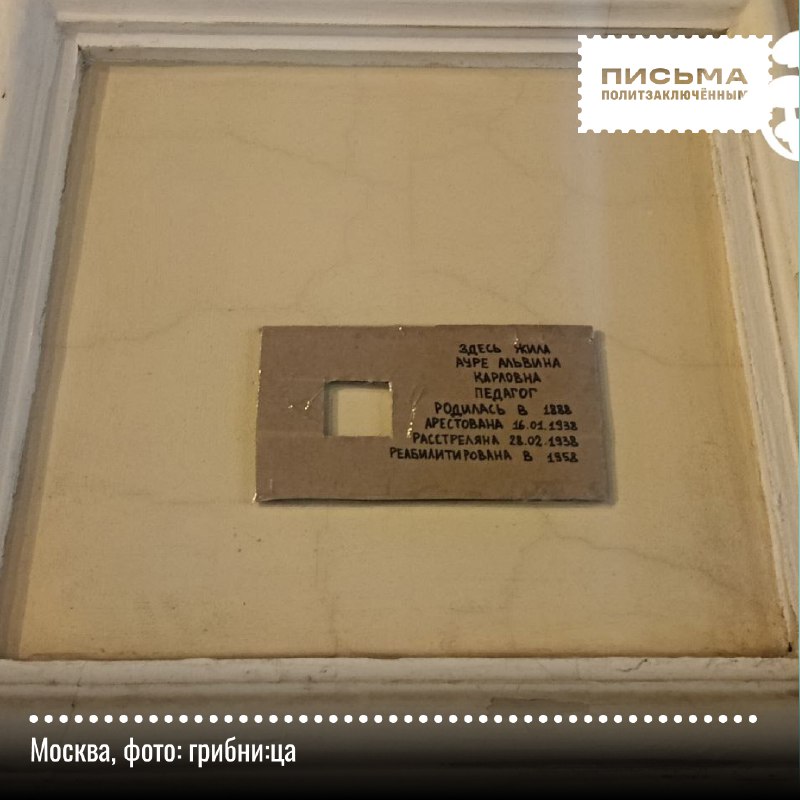 ПИСЬМА
ПОЛИТЗАКЛЮЧЁННЫМ
ЗДЕСЬ ЖИЛА
АУРЕ АЛЬВИНА
КАРЛОВНА
ПЕДАГОГ
РОДИЛАСЬ В 1888
АРЕСТОВАНА 16.01.1938
РАССТРЕЛЯНА 28.02.1938
РЕАБИЛИТИРОВАНА В 1958
Москва, фото: грибни:ца